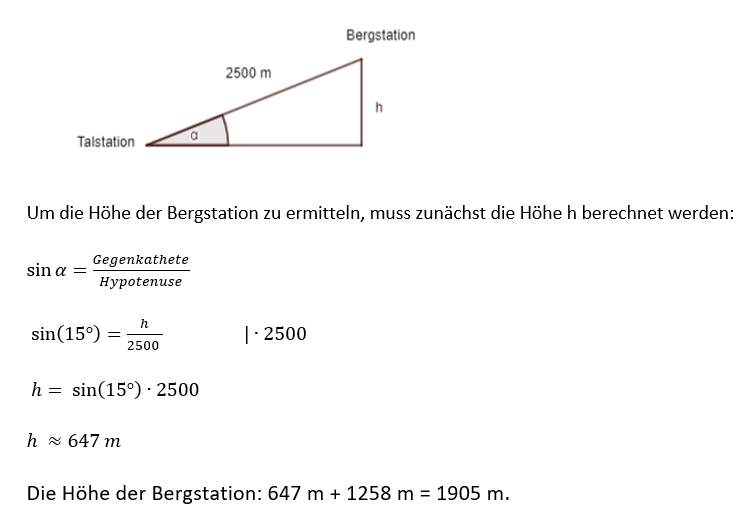 Bergstation
2500 m
h
α
Talstation
Um die Höhe der Bergstation zu ermitteln, muss zunächst die Höhe h berechnet werden:
sin α = Gegenkathete / Hypotenuse
sin(15°) = h / 2500 | · 2500
h = sin(15°) · 2500
h ≈ 647 m
Die Höhe der Bergstation: 647 m + 1258 m = 1905 m.